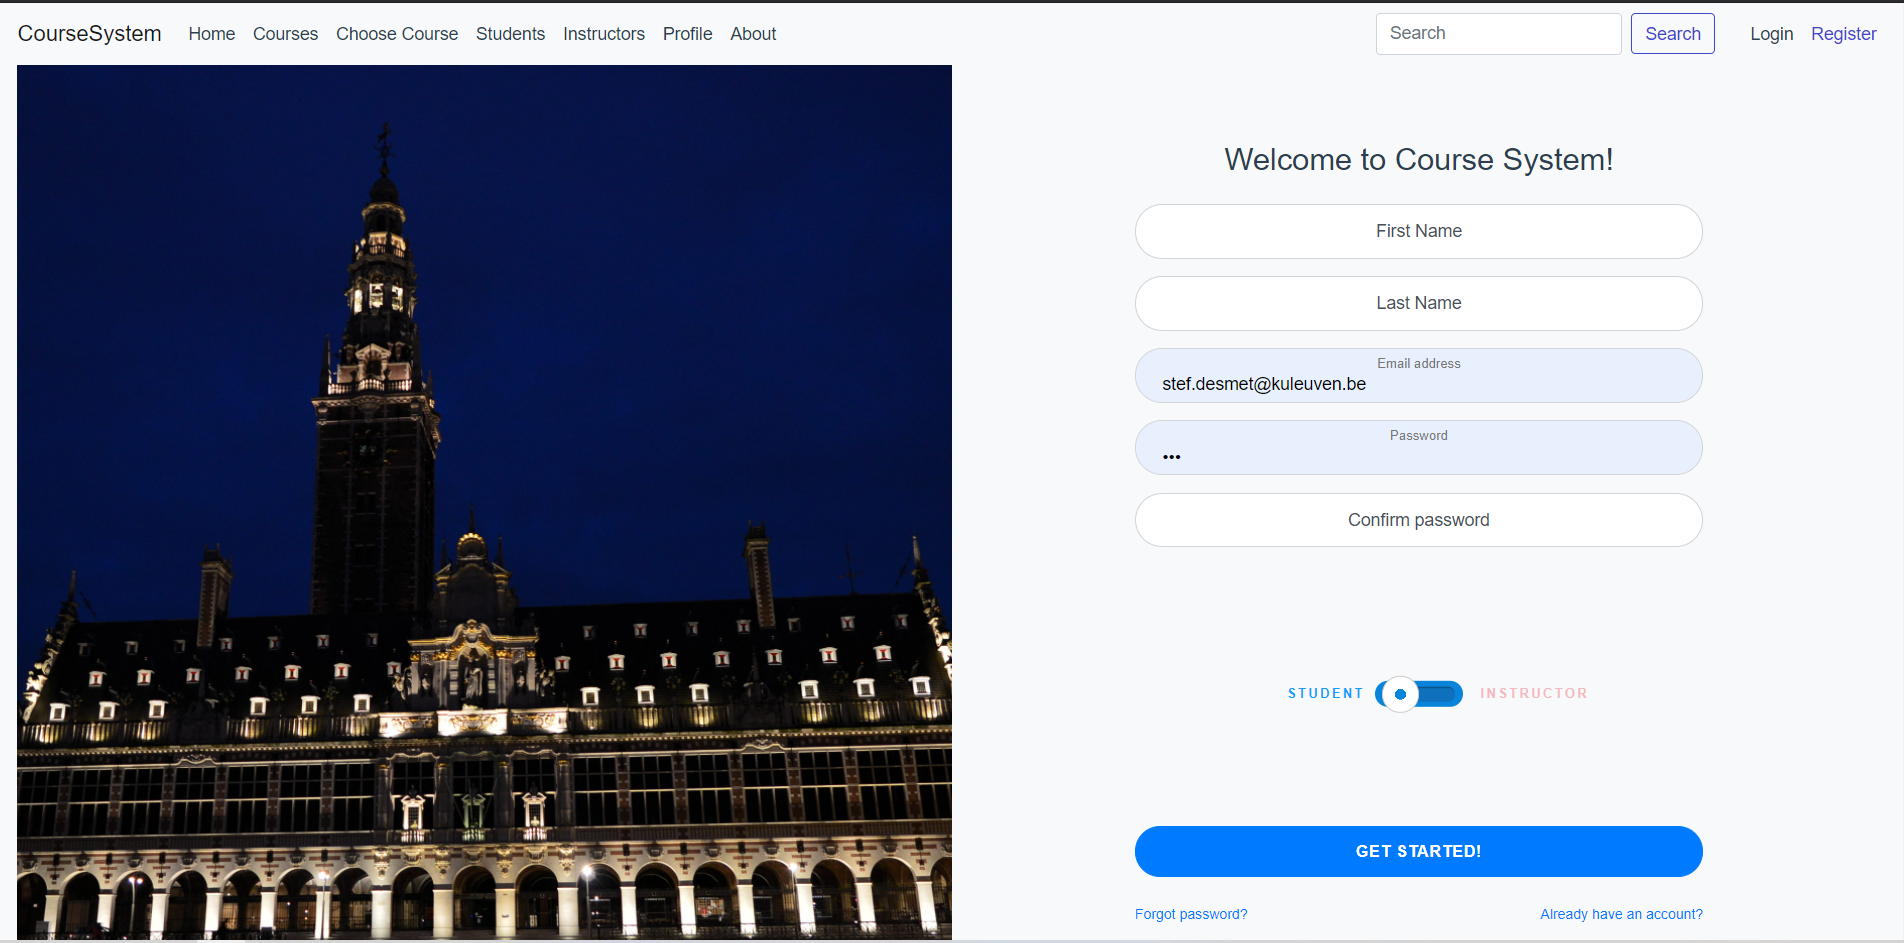 CourseSystem Home Courses Choose Course Students Instructors Profile About Search Search Login Register
Welcome to Course System!
First Name
Last Name
Email address
stef.desmet@kuleuven.be
Password
•••
Confirm password
STUDENT INSTRUCTOR
GET STARTED!
Forgot password? Already have an account?